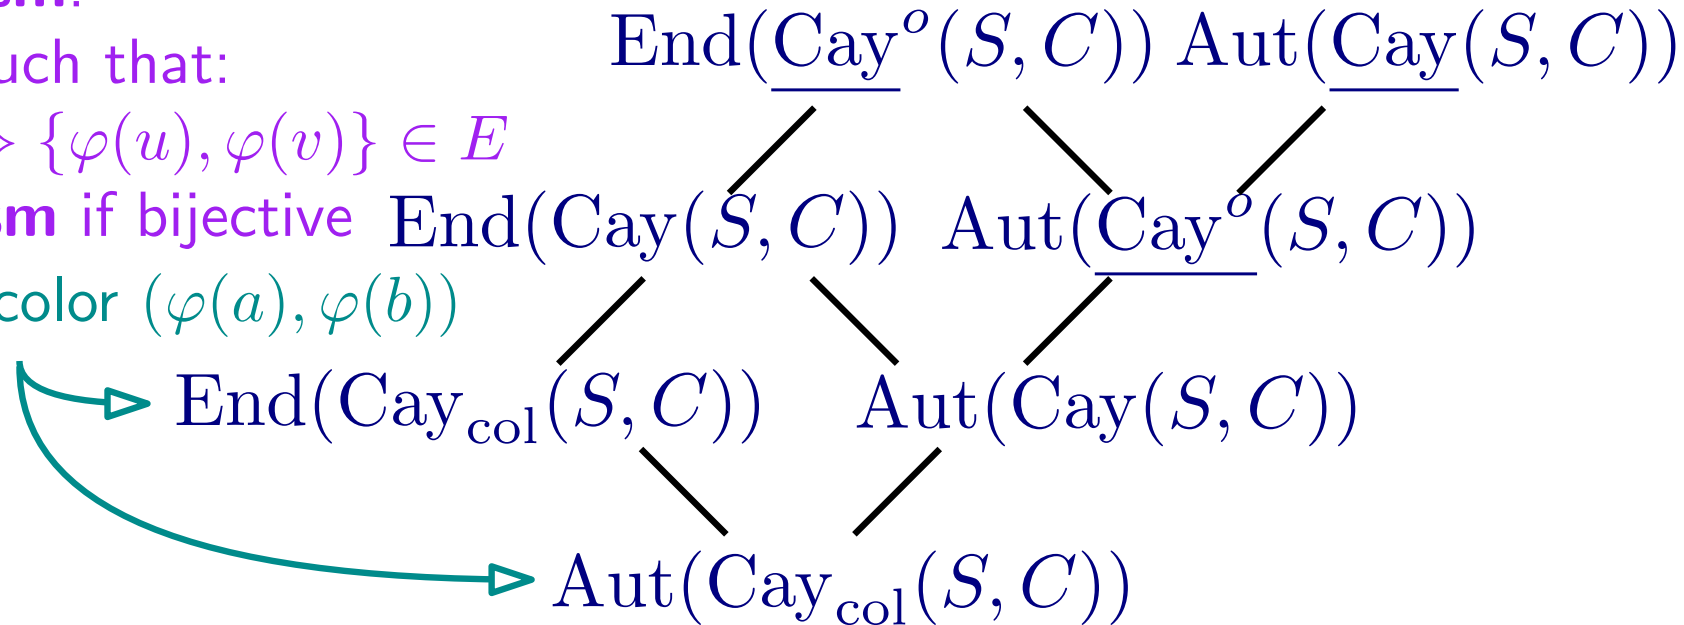 uch that:
{φ(u), φ(v)} ∈ E
if bijective
color (φ(a), φ(b))
End(Cayᵒ(S, C)) Aut(Cay(S, C))
End(Cay(S, C)) Aut(Cayᵒ(S, C))
End(Cay_col(S, C)) Aut(Cay(S, C))
Aut(Cay_col(S, C))